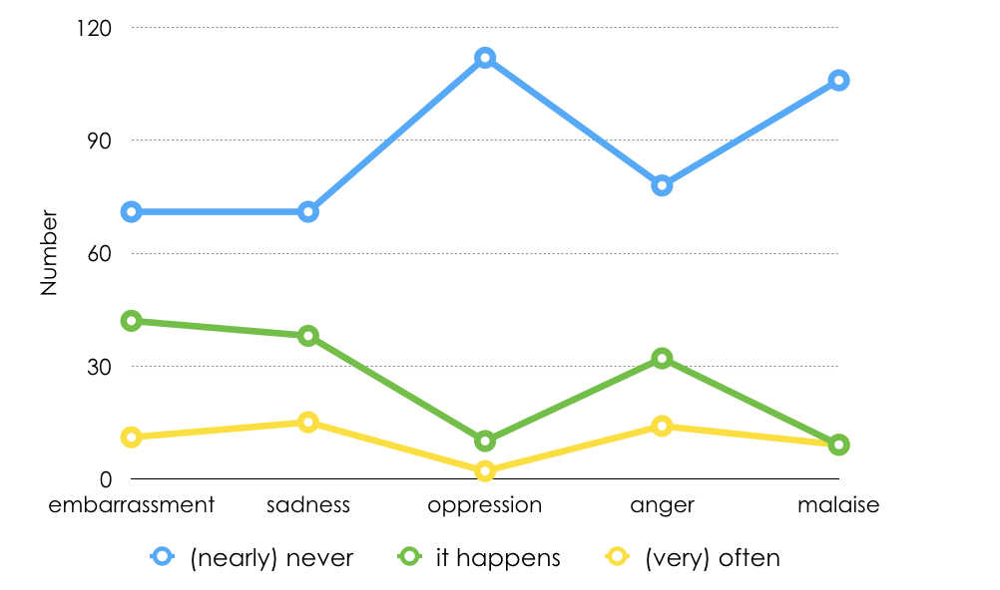 120
90
60
30
0
Number
embarrassment sadness oppression anger malaise
(nearly) never it happens (very) often